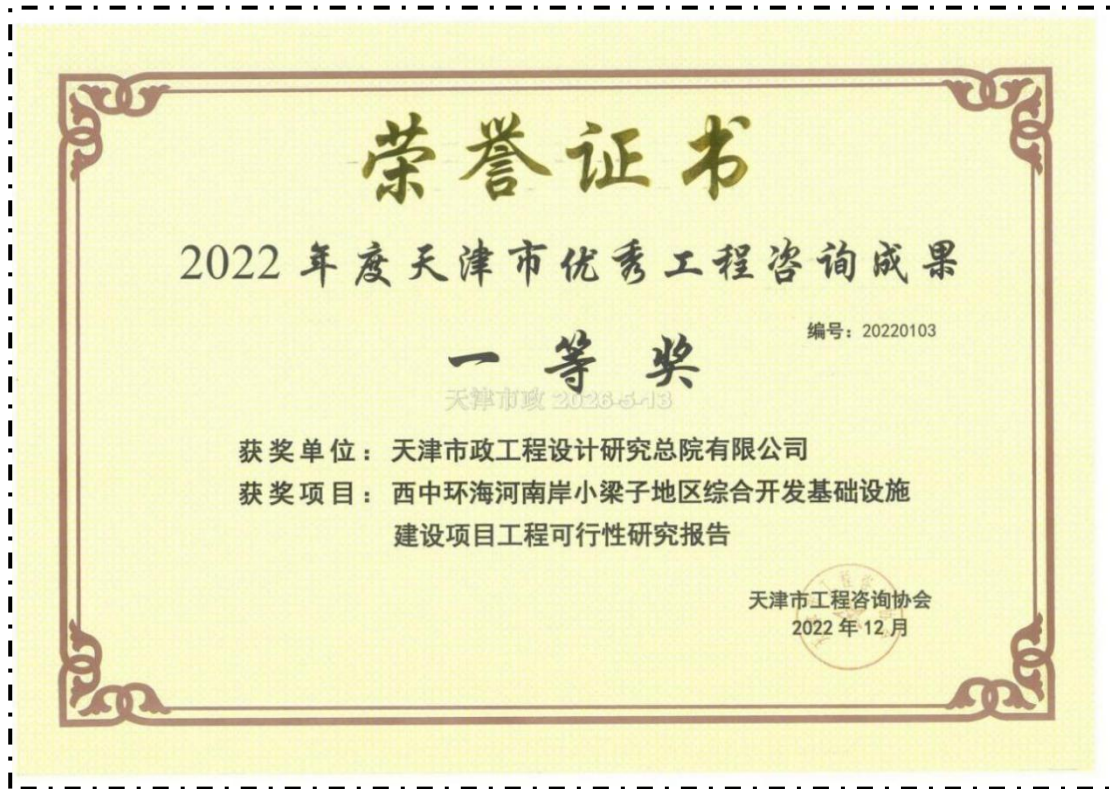 荣誉证书
2022年度天津市优秀工程咨询成果
编号：20220103
一等奖
天津市政 2026-5-13
获奖单位：天津市政工程设计研究总院有限公司
获奖项目：西中环海河南岸小梁子地区综合开发基础设施
建设项目工程可行性研究报告
天津市工程咨询协会
2022年12月